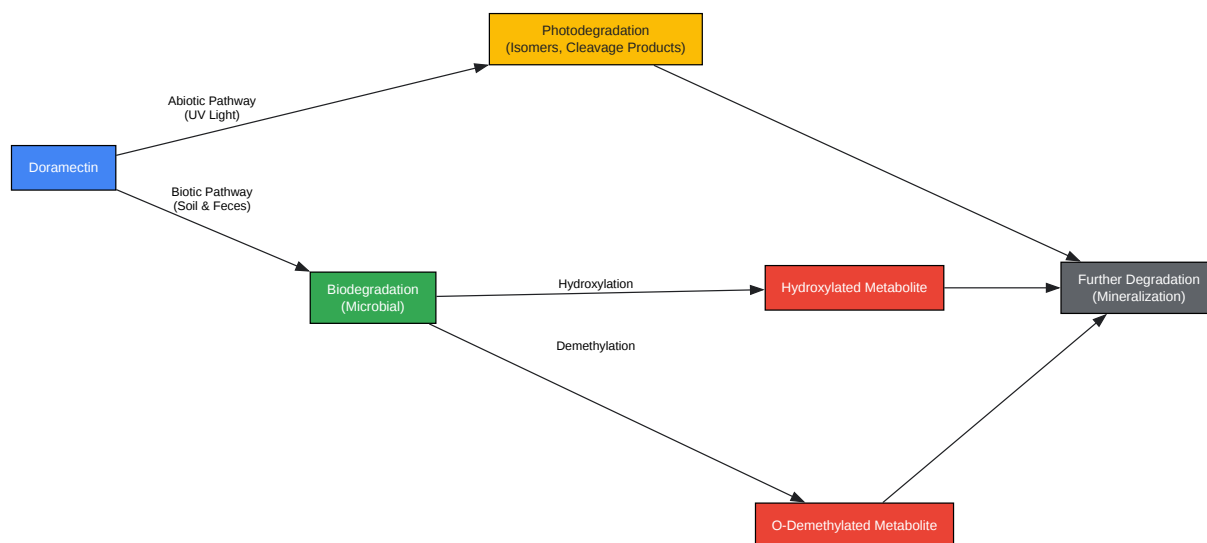 Photodegradation
(Isomers, Cleavage Products)
Abiotic Pathway
(UV Light)
Doramectin
Biotic Pathway
(Soil & Feces)
Biodegradation
(Microbial)
Hydroxylation
Hydroxylated Metabolite
Further Degradation
(Mineralization)
Demethylation
O-Demethylated Metabolite